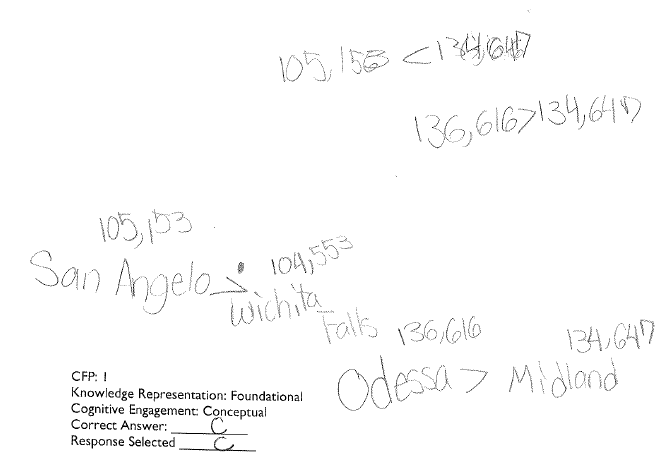 105,153 < 134,647
136,616 > 134,647
105,153
104,553
San Angelo > Wichita Falls
136,616
134,647
Odessa > Midland
CFP: 1
Knowledge Representation: Foundational
Cognitive Engagement: Conceptual
Correct Answer: C
Response Selected C